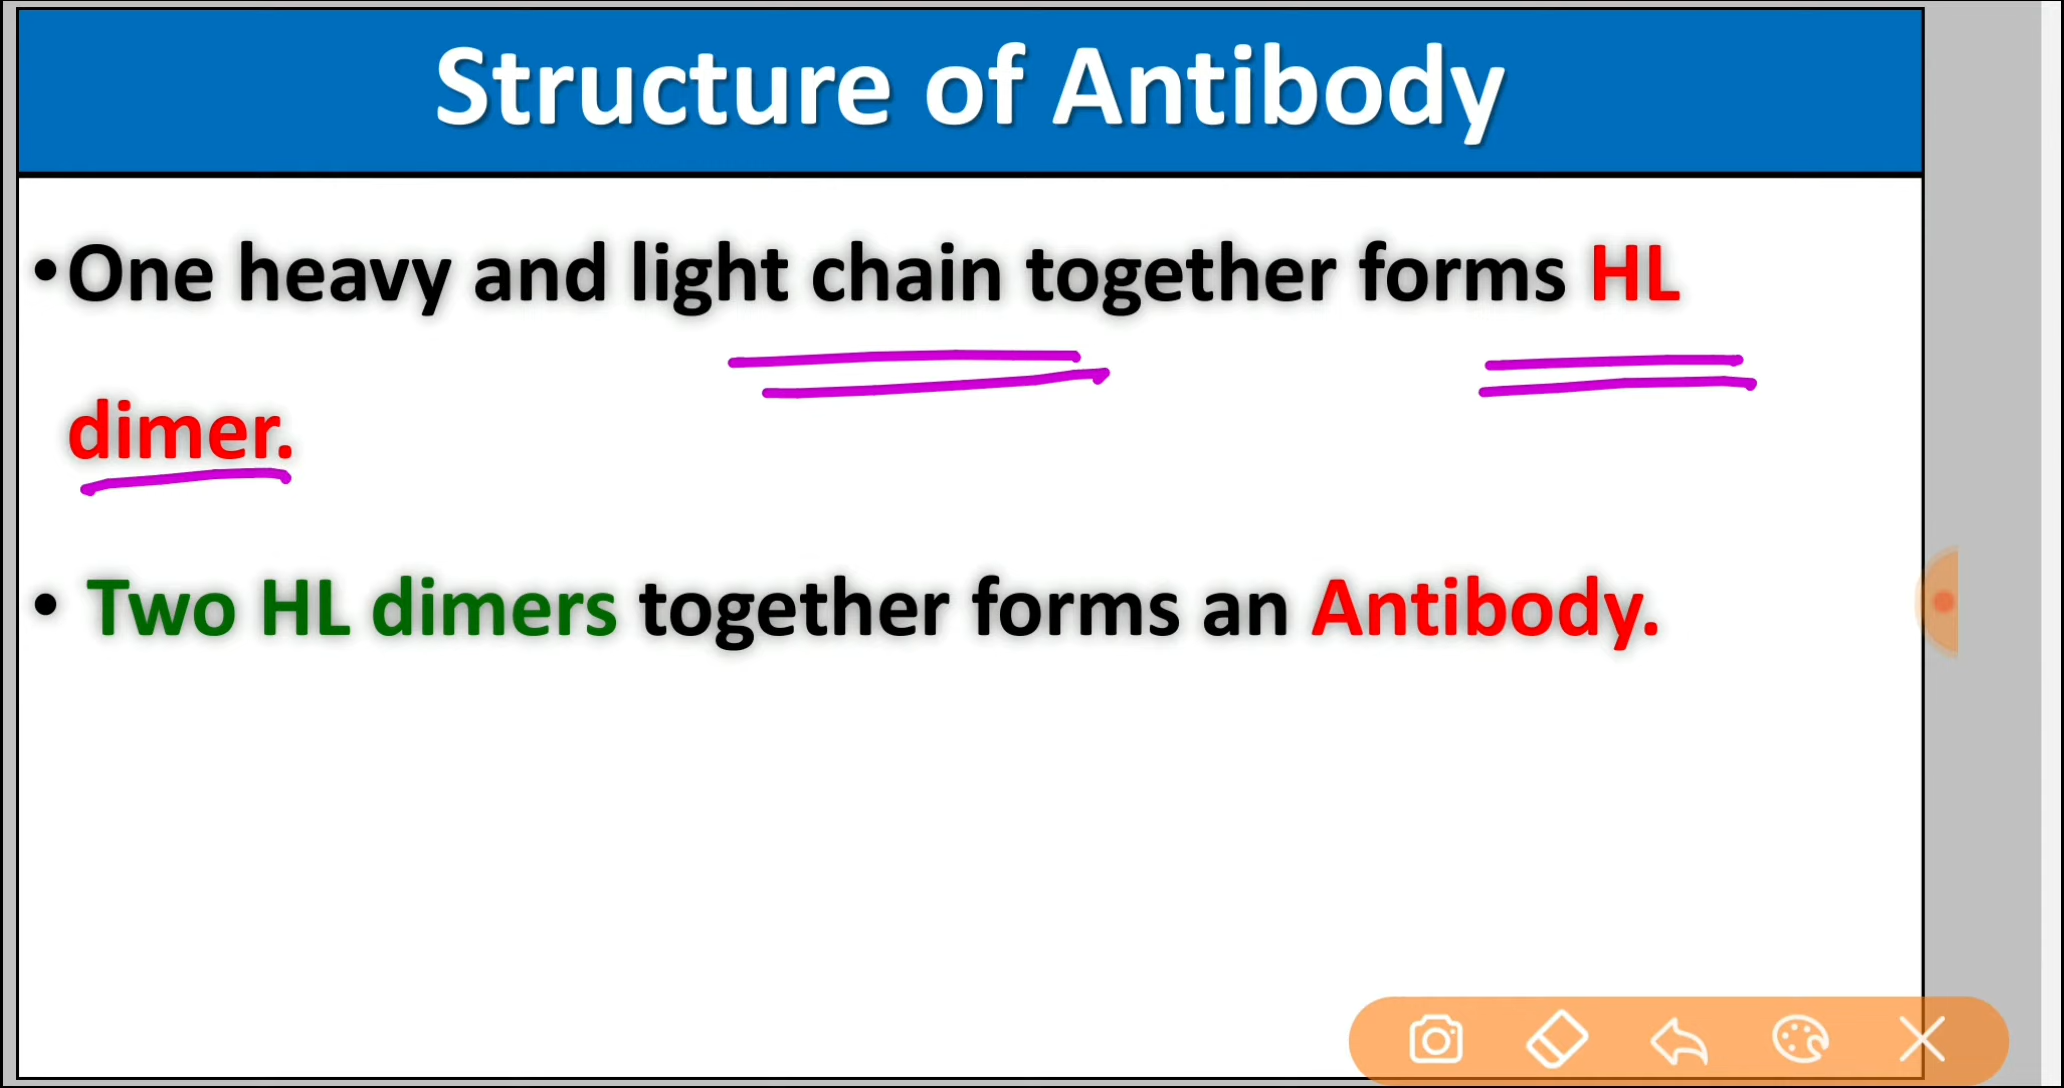 Structure of Antibody
•One heavy and light chain together forms HL
dimer.
• Two HL dimers together forms an Antibody.